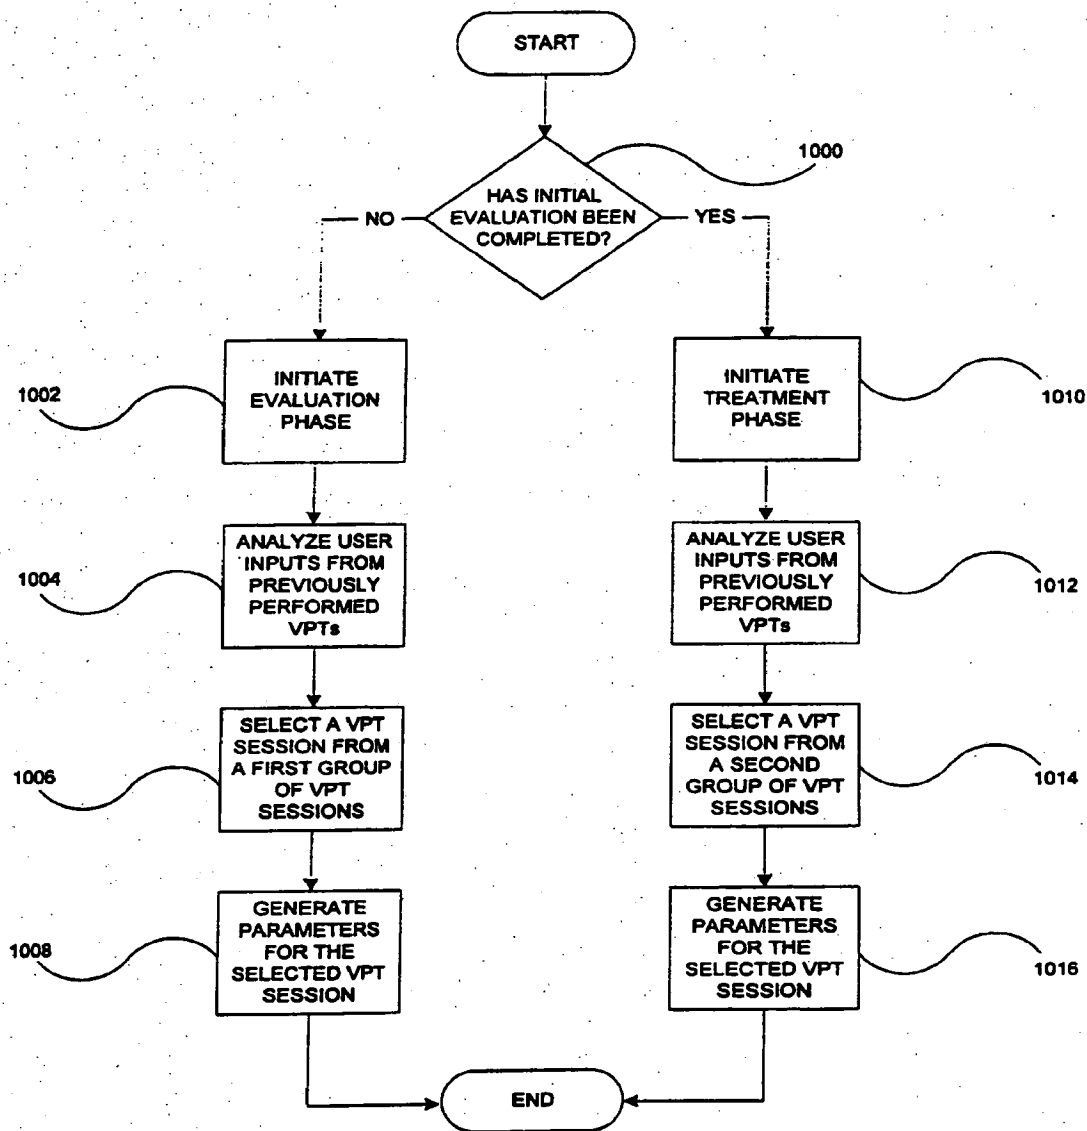 START
1000
HAS INITIAL
EVALUATION BEEN
COMPLETED?
NO
YES
1002
INITIATE
EVALUATION
PHASE
INITIATE
TREATMENT
PHASE
1010
1004
ANALYZE USER
INPUTS FROM
PREVIOUSLY
PERFORMED
VPTs
ANALYZE USER
INPUTS FROM
PREVIOUSLY
PERFORMED
VPTs
1012
1006
SELECT A VPT
SESSION FROM
A FIRST GROUP
OF VPT
SESSIONS
SELECT A VPT
SESSION FROM
A SECOND
GROUP OF VPT
SESSIONS
1014
1008
GENERATE
PARAMETERS
FOR THE
SELECTED VPT
SESSION
GENERATE
PARAMETERS
FOR THE
SELECTED VPT
SESSION
1016
END